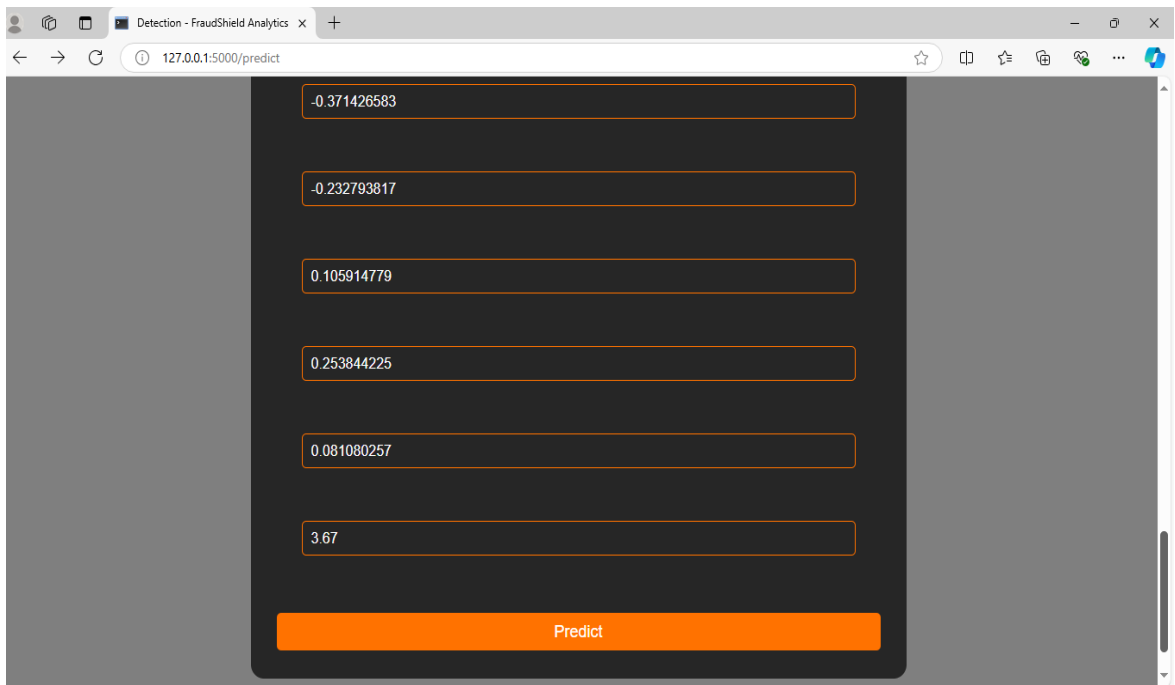 Detection - FraudShield Analytics
127.0.0.1:5000/predict
-0.371426583
-0.232793817
0.105914779
0.253844225
0.081080257
3.67
Predict